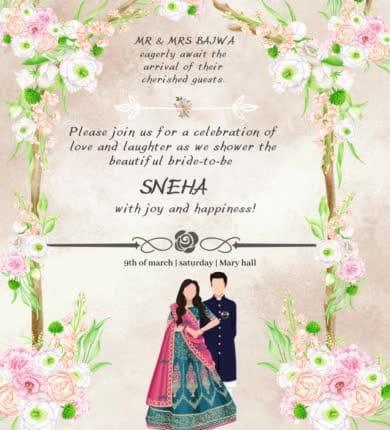 MR & MRS BAJWA
eagerly await the
arrival of their
cherished guests.
Please join us for a celebration of
love and laughter as we shower the
beautiful bride-to-be
SNEHA
with joy and happiness!
9th of march | saturday | Mary hall